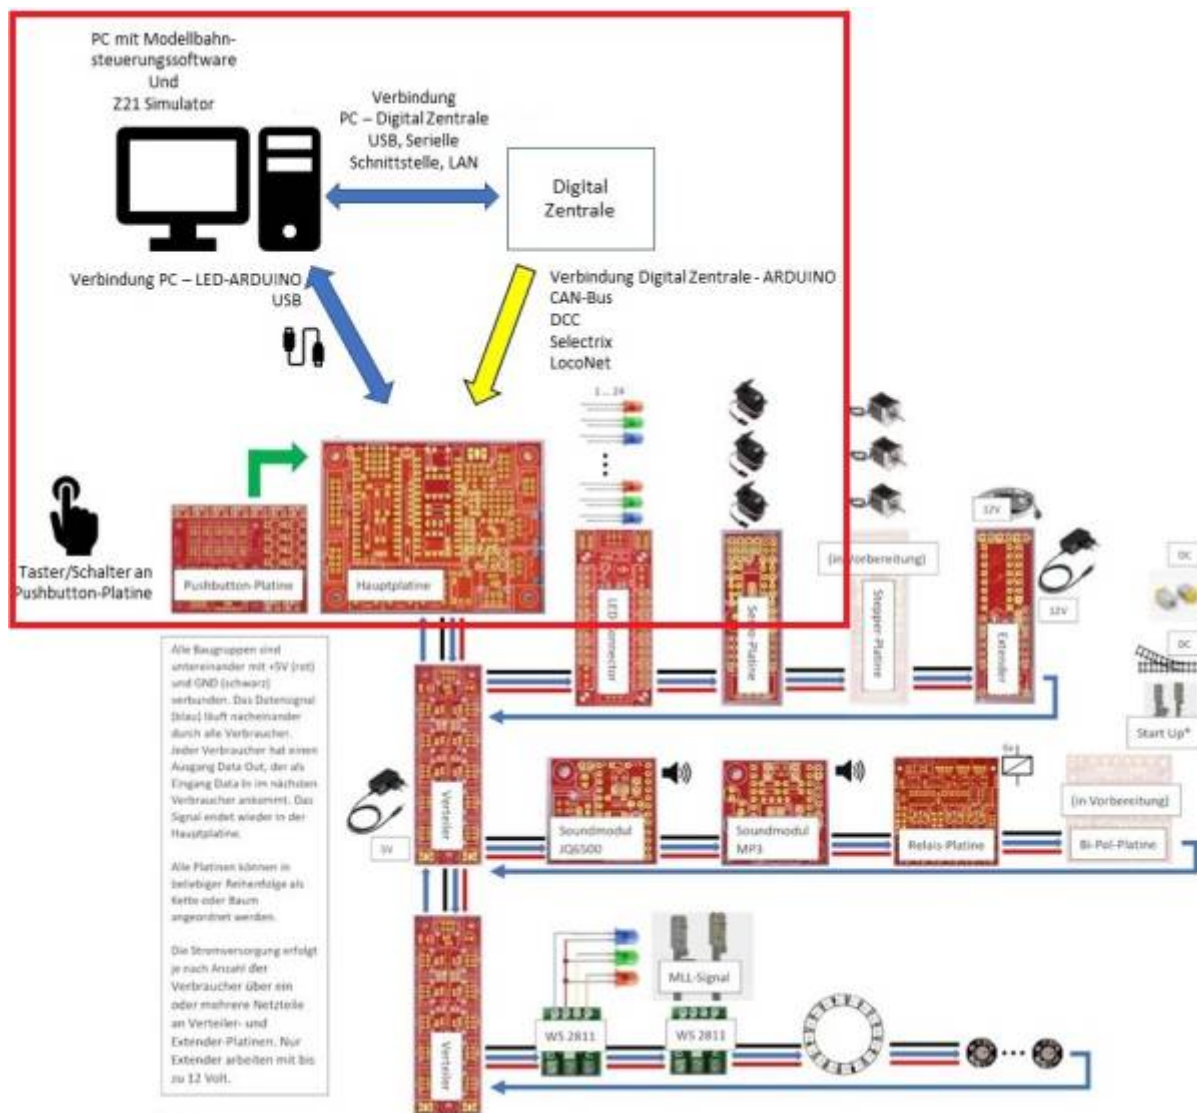 PC mit Modellbahn-
steuerungssoftware
Und
Z21 Simulator
Verbindung
PC – Digital Zentrale
USB, Serielle
Schnittstelle, LAN
Digital
Zentrale
Verbindung PC – LED-ARDUINO
USB
Verbindung Digital Zentrale - ARDUINO
CAN-Bus
DCC
Selectrix
LocoNet
1 ... 24
Taster/Schalter an
Pushbutton-Platine
Pushbutton-Platine
Hauptplatine
LED-Connector
Servo-Platine
(in Vorbereitung)
Stepper-Platine
12V
Extender
12V
DC
DC
Start Up*
Alle Baugruppen sind
untereinander mit +5V (rot)
und GND (schwarz)
verbunden. Das Datensignal
(blau) läuft nacheinander
durch alle Verbraucher.
Jeder Verbraucher hat einen
Ausgang Data Out, der als
Eingang Data In im nächsten
Verbraucher ankommt. Das
Signal endet wieder in der
Hauptplatine.
Alle Platinen können in
beliebiger Reihenfolge als
Kette oder Baum
angeordnet werden.
Die Stromversorgung erfolgt
je nach Anzahl der
Verbraucher über ein
oder mehrere Netzteile
an Verteiler- und
Extender-Platinen. Nur
Extender arbeiten mit bis
zu 12 Volt.
Verteiler
5V
Soundmodul
JQ6500
Soundmodul
MP3
Relais-Platine
(in Vorbereitung)
Bi-Pol-Platine
Verteiler
WS 2811
MLL-Signal
WS 2811